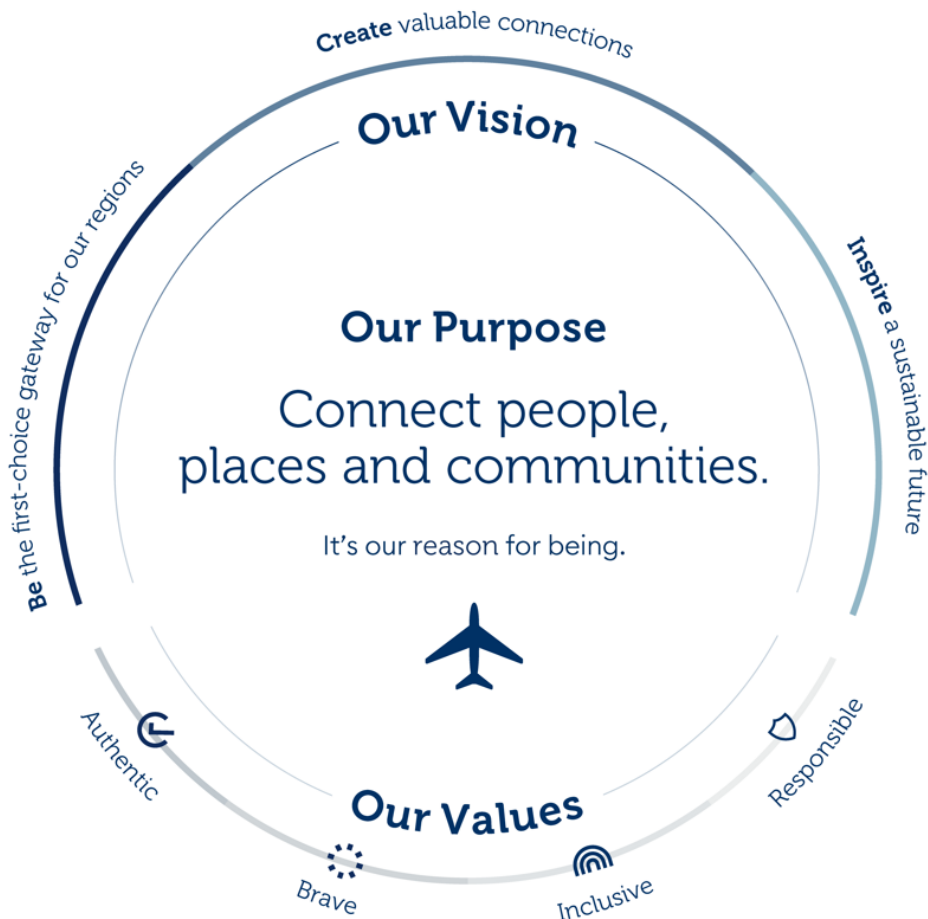 Create valuable connections
Our Vision
Be the first-choice gateway for our regions
Inspire a sustainable future
Our Purpose
Connect people,
places and communities.
It's our reason for being.
Our Values
Authentic
Brave
Inclusive
Responsible